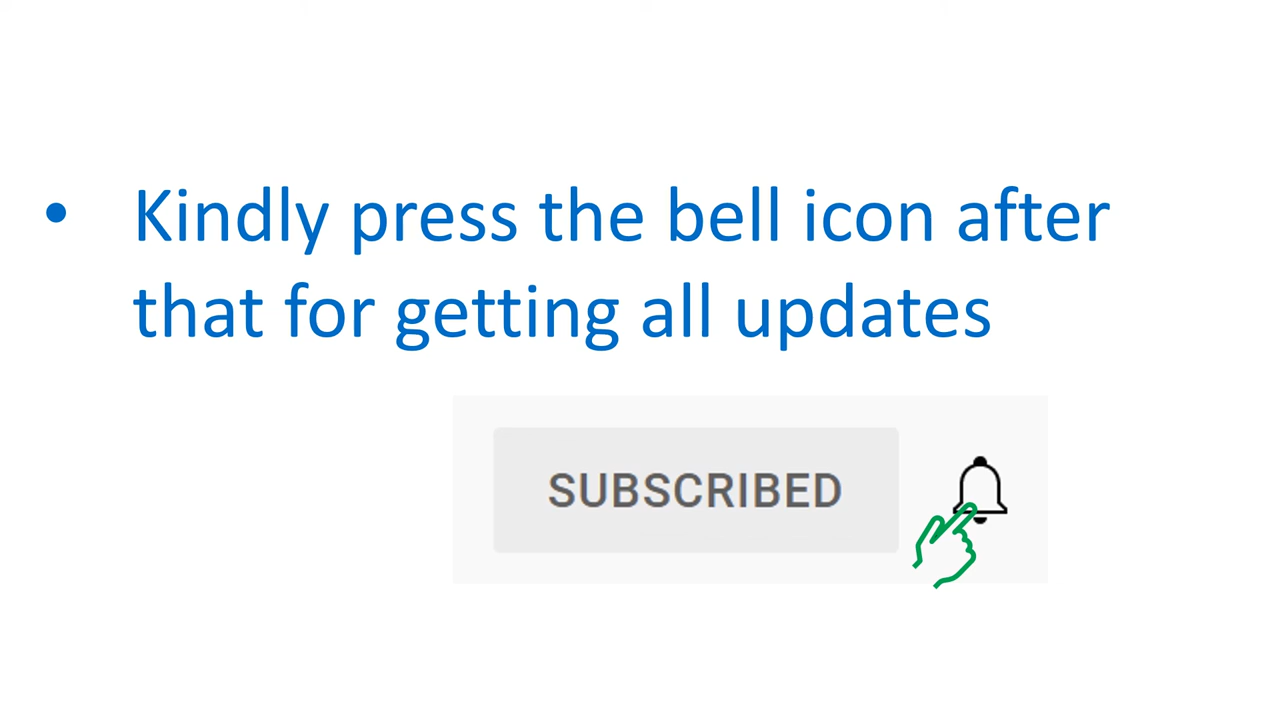 • Kindly press the bell icon after
that for getting all updates
SUBSCRIBED